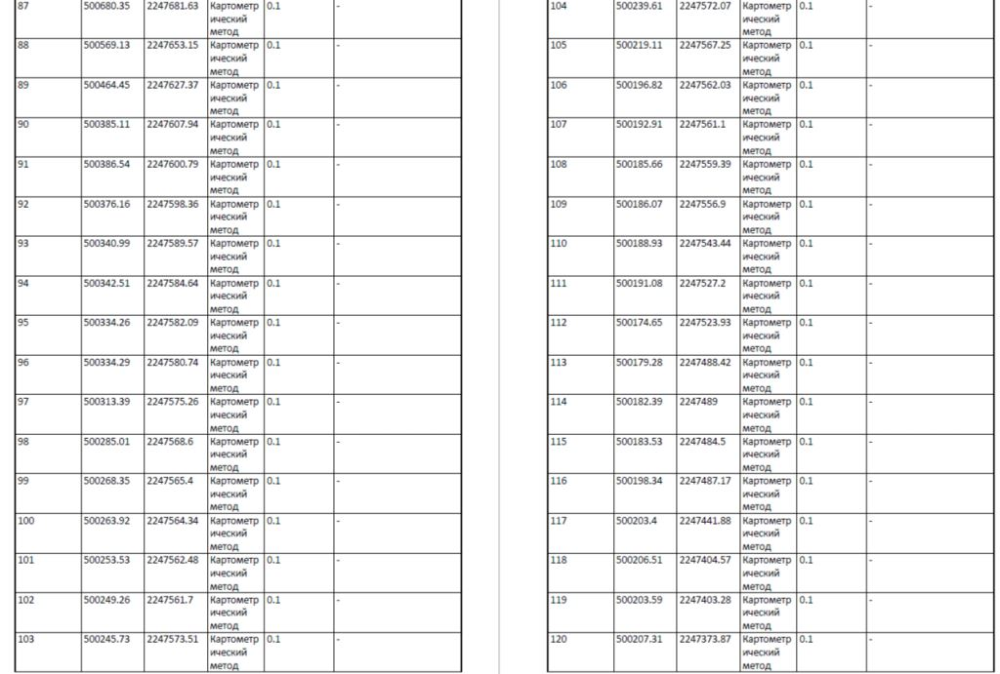 87 500680.35 2247681.63 Картометр 0.1 -
ический
метод
88 500569.13 2247653.15 Картометр 0.1 -
ический
метод
89 500464.45 2247627.37 Картометр 0.1 -
ический
метод
90 500385.11 2247607.94 Картометр 0.1 -
ический
метод
91 500386.54 2247600.79 Картометр 0.1 -
ический
метод
92 500376.16 2247598.36 Картометр 0.1 -
ический
метод
93 500340.99 2247589.57 Картометр 0.1 -
ический
метод
94 500342.51 2247584.64 Картометр 0.1 -
ический
метод
95 500334.26 2247582.09 Картометр 0.1 -
ический
метод
96 500334.29 2247580.74 Картометр 0.1 -
ический
метод
97 500313.39 2247575.26 Картометр 0.1 -
ический
метод
98 500285.01 2247568.6 Картометр 0.1 -
ический
метод
99 500268.35 2247565.4 Картометр 0.1 -
ический
метод
100 500263.92 2247564.34 Картометр 0.1 -
ический
метод
101 500253.53 2247562.48 Картометр 0.1 -
ический
метод
102 500249.26 2247561.7 Картометр 0.1 -
ический
метод
103 500245.73 2247573.51 Картометр 0.1 -
ический
метод
104 500239.61 2247572.07 Картометр 0.1 -
ический
метод
105 500219.11 2247567.25 Картометр 0.1 -
ический
метод
106 500196.82 2247562.03 Картометр 0.1 -
ический
метод
107 500192.91 2247561.1 Картометр 0.1 -
ический
метод
108 500185.66 2247559.39 Картометр 0.1 -
ический
метод
109 500186.07 2247556.9 Картометр 0.1 -
ический
метод
110 500188.93 2247543.44 Картометр 0.1 -
ический
метод
111 500191.08 2247527.2 Картометр 0.1 -
ический
метод
112 500174.65 2247523.93 Картометр 0.1 -
ический
метод
113 500179.28 2247488.42 Картометр 0.1 -
ический
метод
114 500182.39 2247489 Картометр 0.1 -
ический
метод
115 500183.53 2247484.5 Картометр 0.1 -
ический
метод
116 500198.34 2247487.17 Картометр 0.1 -
ический
метод
117 500203.4 2247441.88 Картометр 0.1 -
ический
метод
118 500206.51 2247404.57 Картометр 0.1 -
ический
метод
119 500203.59 2247403.28 Картометр 0.1 -
ический
метод
120 500207.31 2247373.87 Картометр 0.1 -
ический
метод